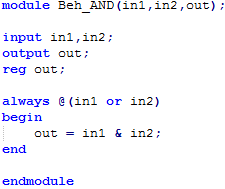 module Beh_AND(in1,in2,out);
input in1,in2;
output out;
reg out;
always @(in1 or in2)
begin
out = in1 & in2;
end
endmodule